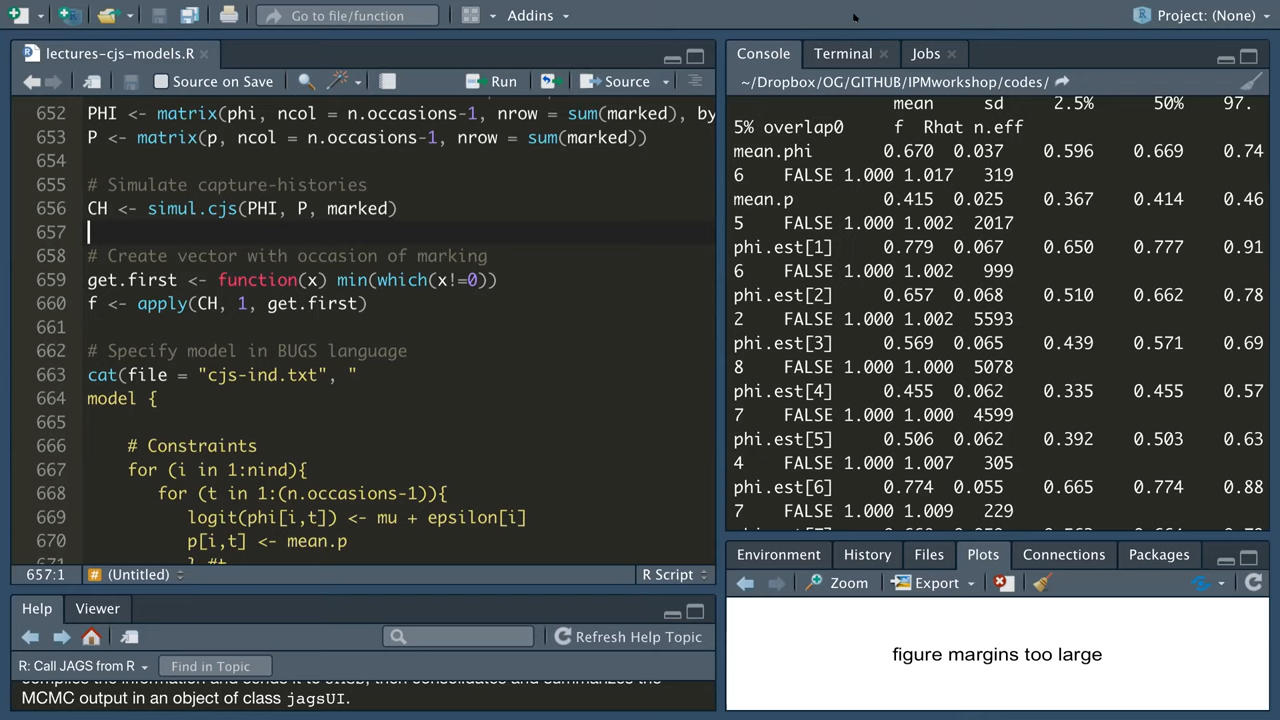 Go to file/function
Addins
Project: (None)
lectures-cjs-models.R
Source on Save
Run
Source
652 PHI <- matrix(phi, ncol = n.occasions-1, nrow = sum(marked), by
653 P <- matrix(p, ncol = n.occasions-1, nrow = sum(marked))
654
655 # Simulate capture-histories
656 CH <- simul.cjs(PHI, P, marked)
657
658 # Create vector with occasion of marking
659 get.first <- function(x) min(which(x!=0))
660 f <- apply(CH, 1, get.first)
661
662 # Specify model in BUGS language
663 cat(file = "cjs-ind.txt", "
664 model {
665
666 # Constraints
667 for (i in 1:nind){
668 for (t in 1:(n.occasions-1)){
669 logit(phi[i,t]) <- mu + epsilon[i]
670 p[i,t] <- mean.p
671 } #t
657:1 # (Untitled) R Script
Help Viewer
Refresh Help Topic
R: Call JAGS from R Find in Topic
compiles the information and sends it to JAGS, then consolidates and summarizes the
MCMC output in an object of class jagsUI.
Console Terminal Jobs
~/Dropbox/OG/GITHUB/IPMworkshop/codes/
mean sd 2.5% 50% 97.
5% overlap0 f Rhat n.eff
mean.phi 0.670 0.037 0.596 0.669 0.74
6 FALSE 1.000 1.017 319
mean.p 0.415 0.025 0.367 0.414 0.46
5 FALSE 1.000 1.002 2017
phi.est[1] 0.779 0.067 0.650 0.777 0.91
6 FALSE 1.000 1.002 999
phi.est[2] 0.657 0.068 0.510 0.662 0.78
2 FALSE 1.000 1.002 5593
phi.est[3] 0.569 0.065 0.439 0.571 0.69
8 FALSE 1.000 1.000 5078
phi.est[4] 0.455 0.062 0.335 0.455 0.57
7 FALSE 1.000 1.000 4599
phi.est[5] 0.506 0.062 0.392 0.503 0.63
4 FALSE 1.000 1.007 305
phi.est[6] 0.774 0.055 0.665 0.774 0.88
7 FALSE 1.000 1.009 229
Environment History Files Plots Connections Packages
Zoom Export
figure margins too large